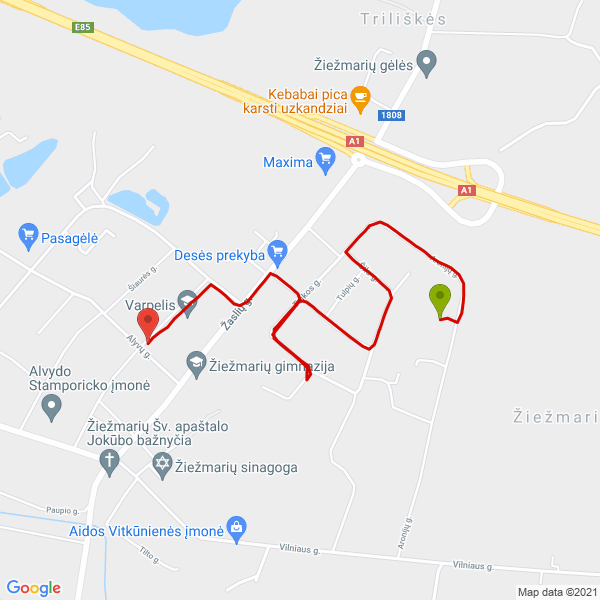 Triliškės
E85
Žiežmarių gėlės
Kebabai pica
karsti uzkandziai
1808
A1
Maxima
A1
Pasagėlė
Desės prekyba
Šiaurės g.
Tulpių g.
Varpelis
Žaslių g.
Alyvų g.
Žiežmarių gimnazija
Alvydo
Stamporicko įmonė
Žiežmari
Žiežmarių Šv. apaštalo
Jokūbo bažnyčia
Žiežmarių sinagoga
Paupio g.
Aidos Vitkūnienės įmonė
Aronijų g.
Tilto g.
Vilniaus g.
Vilniaus g.
Google
Map data ©2021